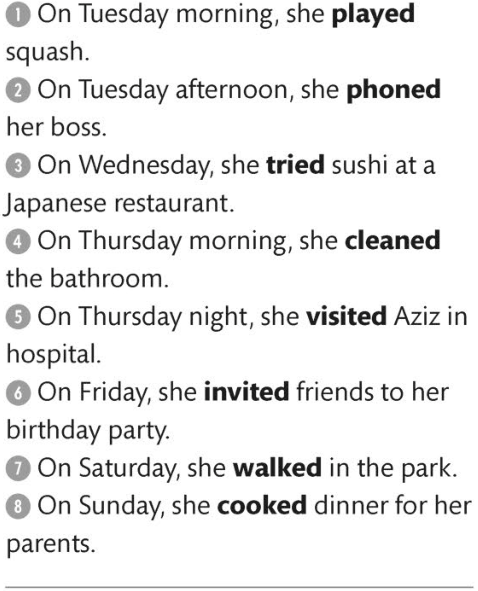 1 On Tuesday morning, she played
squash.
2 On Tuesday afternoon, she phoned
her boss.
3 On Wednesday, she tried sushi at a
Japanese restaurant.
4 On Thursday morning, she cleaned
the bathroom.
5 On Thursday night, she visited Aziz in
hospital.
6 On Friday, she invited friends to her
birthday party.
7 On Saturday, she walked in the park.
8 On Sunday, she cooked dinner for her
parents.